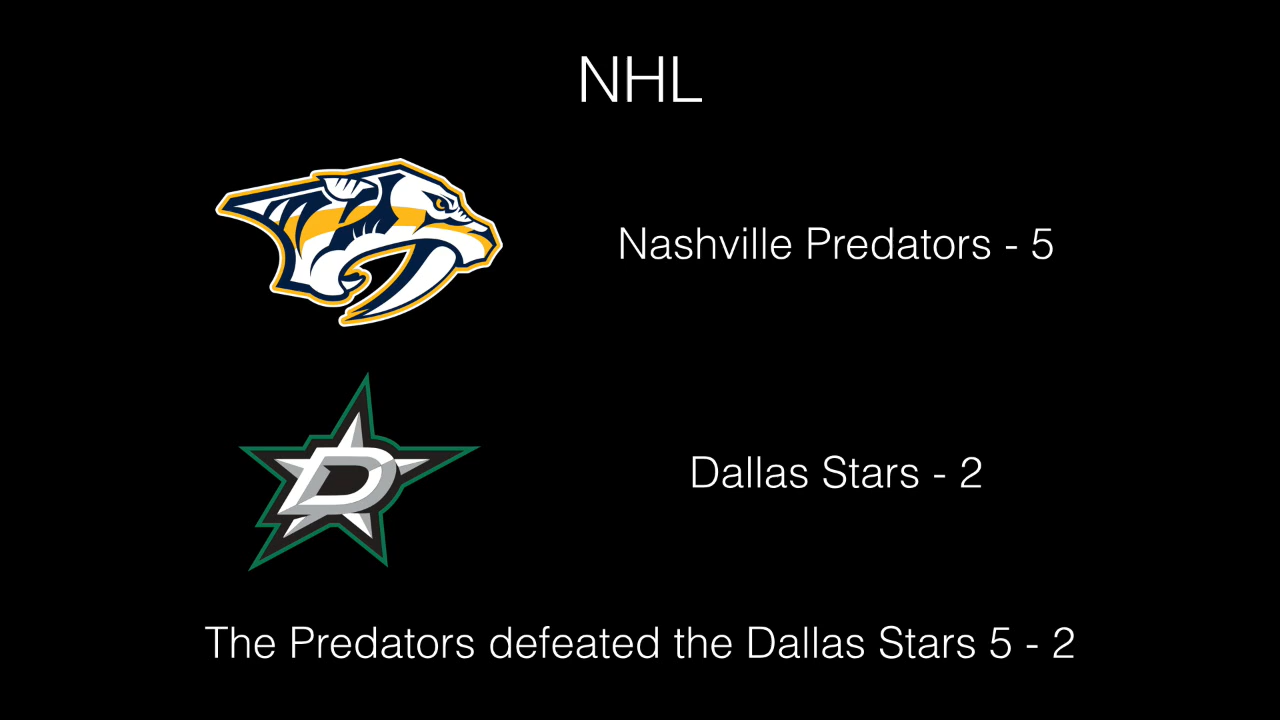 NHL
Nashville Predators - 5
D
Dallas Stars - 2
The Predators defeated the Dallas Stars 5 - 2